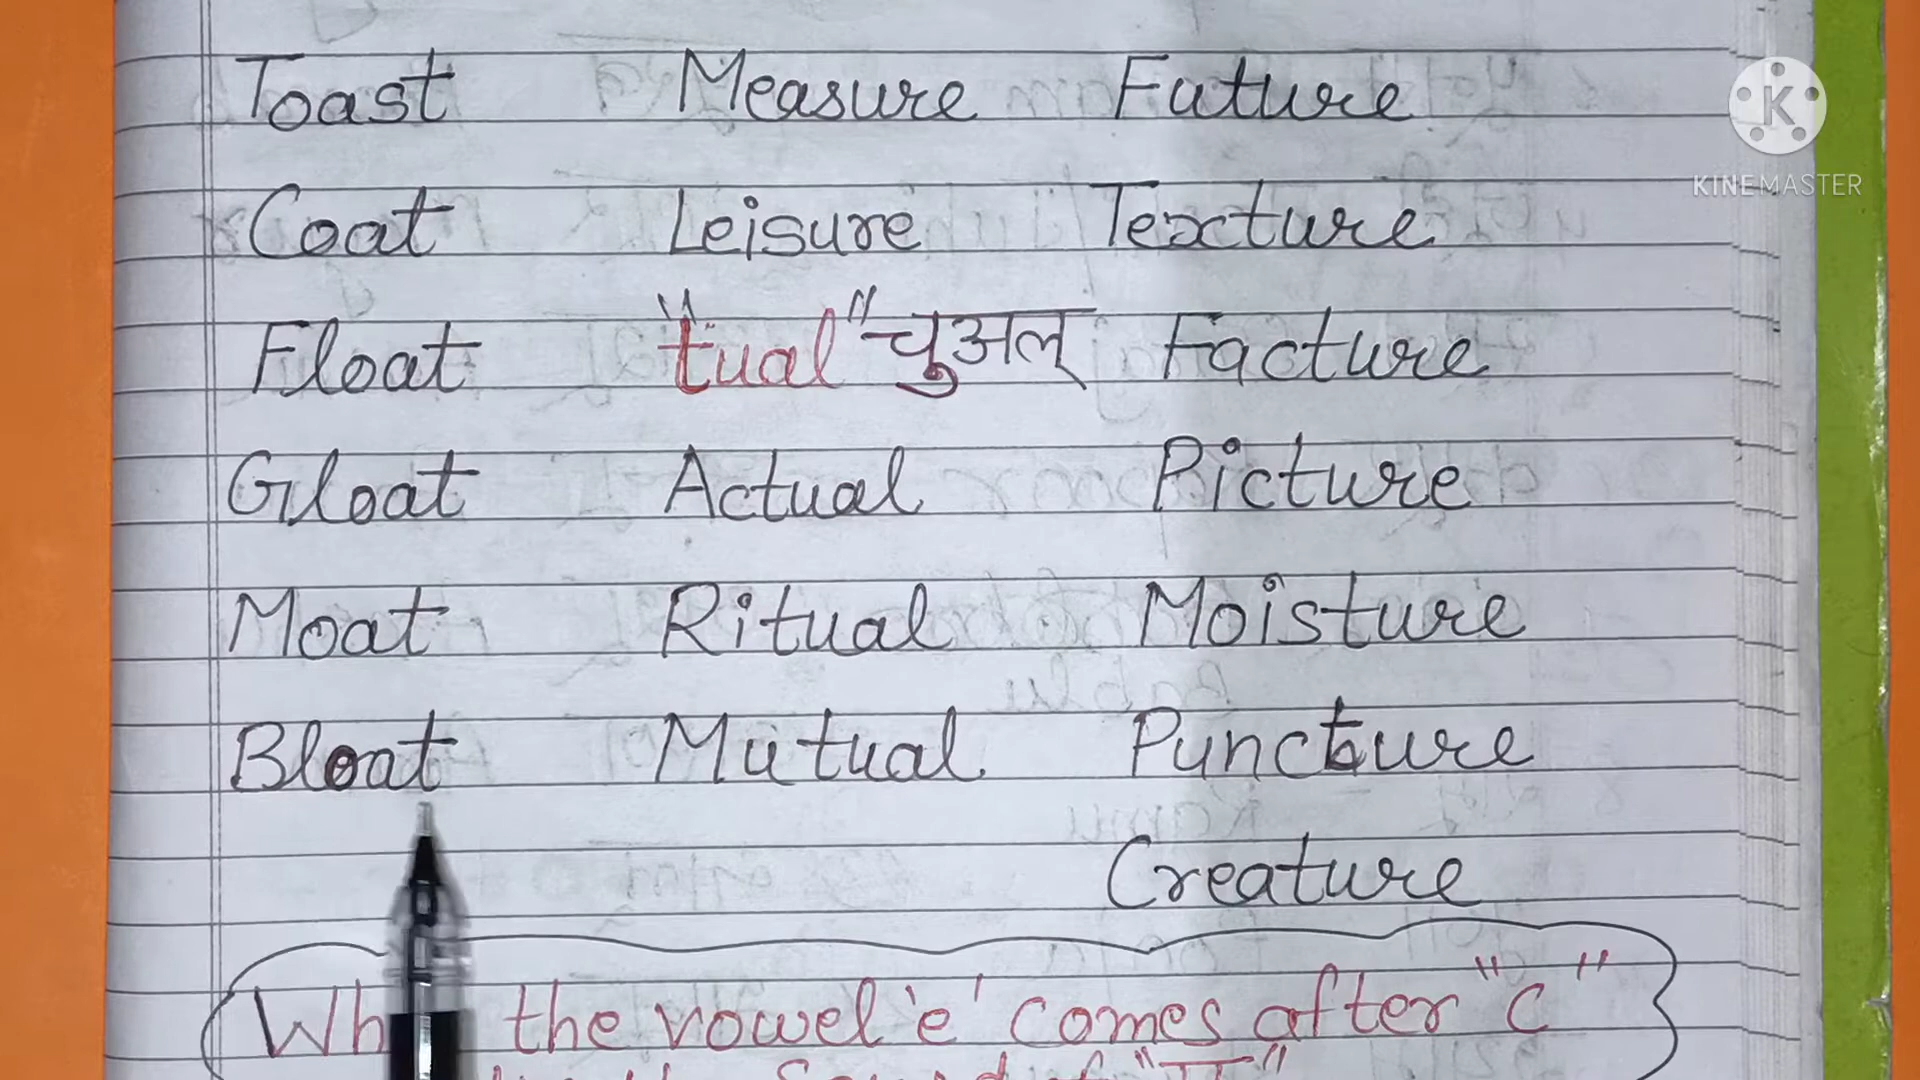 Toast Measure Future
Coat Leisure Texture
Float "tual" चुअल् Facture
Gloat Actual Picture
Moat Ritual Moisture
Bloat Mutual Puncture
Creature
the vowel 'e' comes after "c"
KINEMASTER